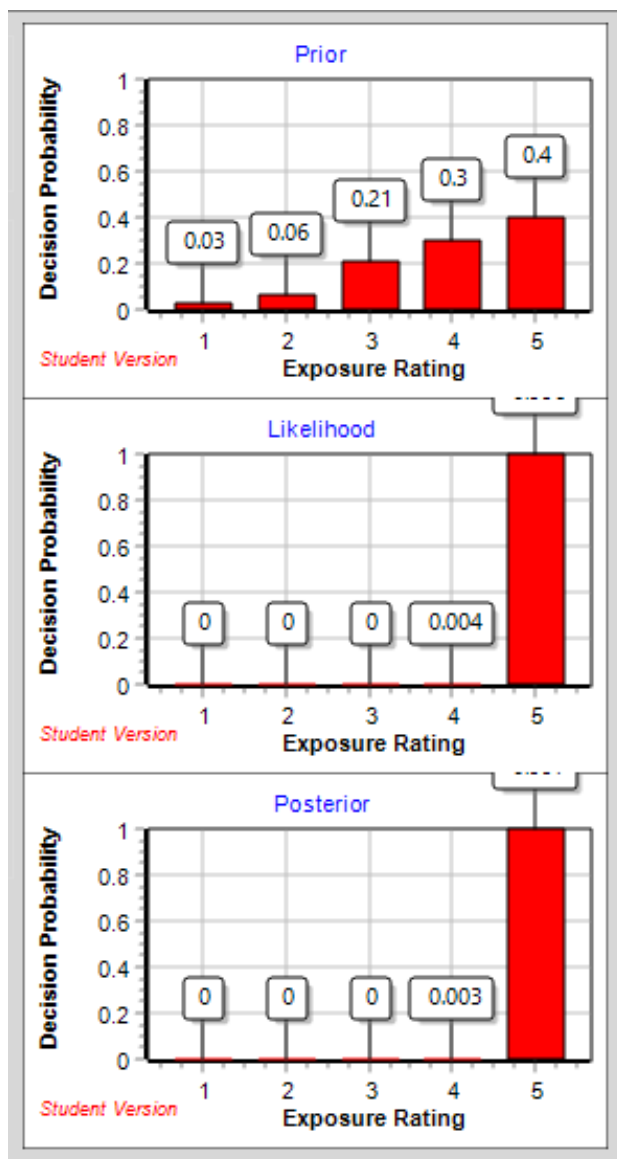 Prior
Decision Probability
1
0.8
0.6
0.4
0.2
0
0.03
0.06
0.21
0.3
0.4
1 2 3 4 5
Student Version
Exposure Rating
Likelihood
Decision Probability
1
0.8
0.6
0.4
0.2
0
0
0
0
0.004
1 2 3 4 5
Student Version
Exposure Rating
Posterior
Decision Probability
1
0.8
0.6
0.4
0.2
0
0
0
0
0.003
1 2 3 4 5
Student Version
Exposure Rating